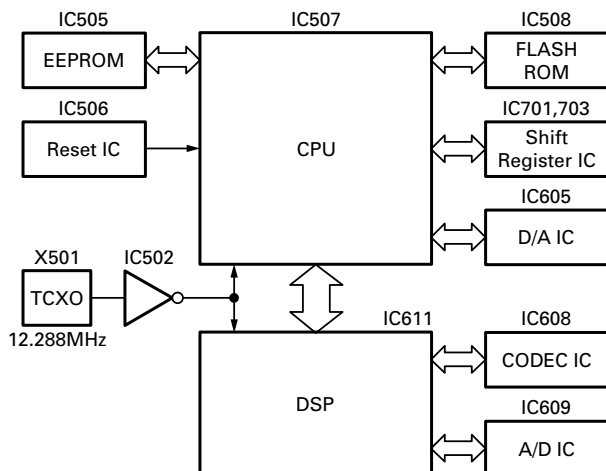 IC505
EEPROM
IC506
Reset IC
X501
TCXO
12.288MHz
IC502
IC507
CPU
IC611
DSP
IC508
FLASH
ROM
IC701,703
Shift
Register IC
IC605
D/A IC
IC608
CODEC IC
IC609
A/D IC